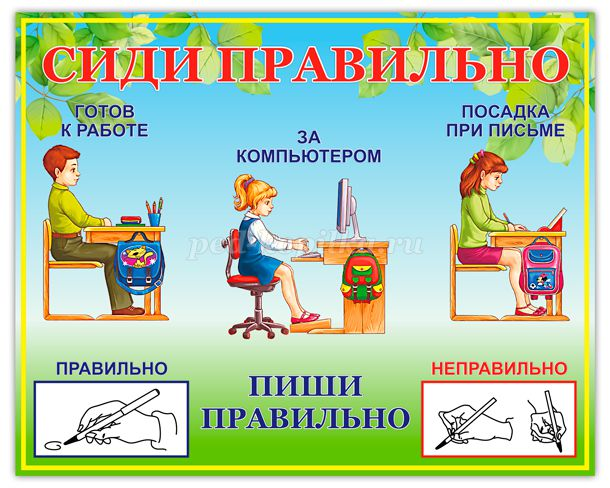 СИДИ ПРАВИЛЬНО
ГОТОВ
К РАБОТЕ
ЗА
КОМПЬЮТЕРОМ
ПОСАДКА
ПРИ ПИСЬМЕ
ПРАВИЛЬНО
ПИШИ
ПРАВИЛЬНО
НЕПРАВИЛЬНО